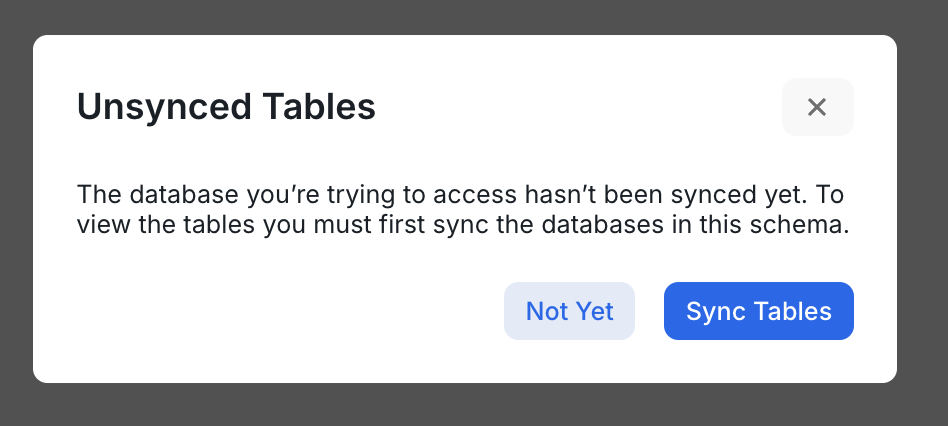 Unsynced Tables
The database you’re trying to access hasn’t been synced yet. To
view the tables you must first sync the databases in this schema.
Not Yet
Sync Tables